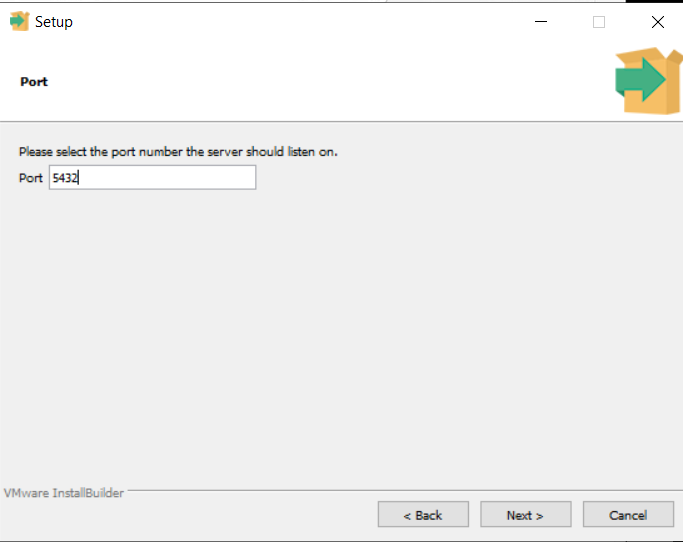 Setup
Port
Please select the port number the server should listen on.
Port 5432
VMware InstallBuilder
< Back Next > Cancel